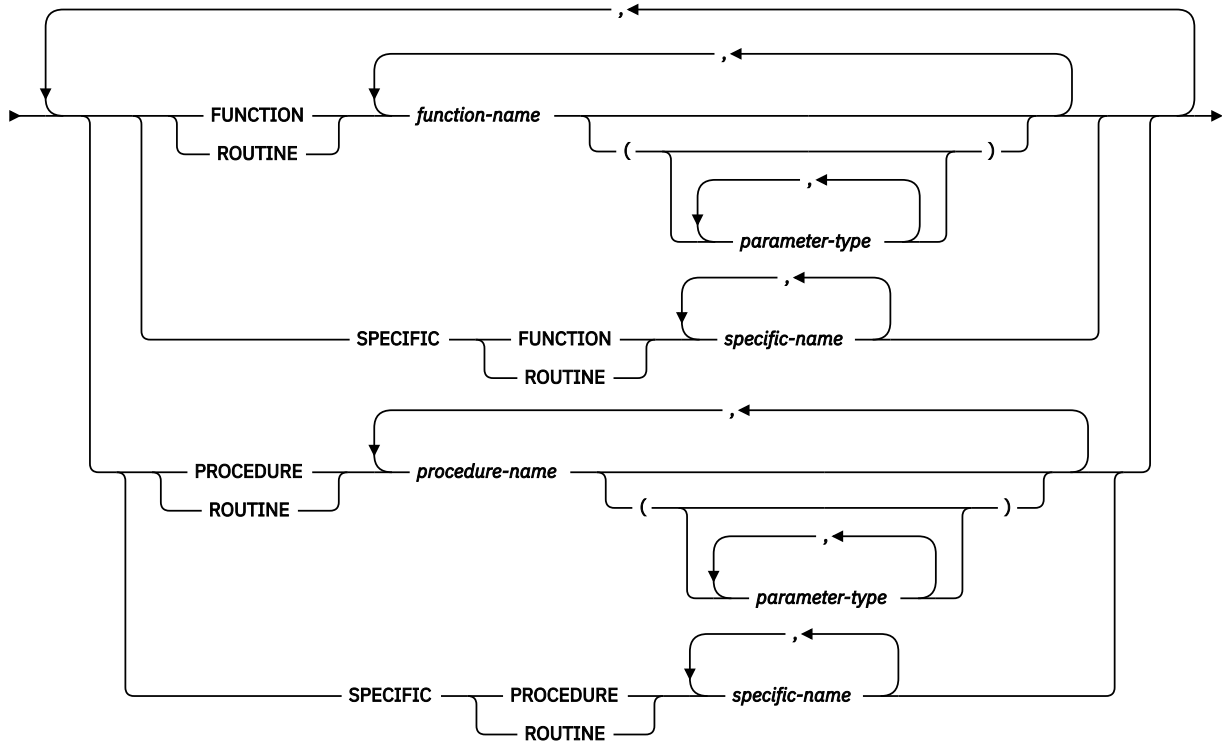 ,
,
FUNCTION function-name
ROUTINE ( )
,
parameter-type
,
SPECIFIC FUNCTION specific-name
ROUTINE
,
PROCEDURE procedure-name
ROUTINE ( )
,
parameter-type
,
SPECIFIC PROCEDURE specific-name
ROUTINE